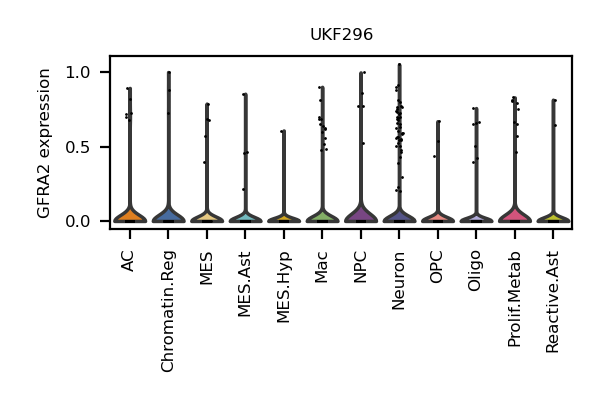 UKF296
GFRA2 expression
1.0
0.5
0.0
AC
Chromatin.Reg
MES
MES.Ast
MES.Hyp
Mac
NPC
Neuron
OPC
Oligo
Prolif.Metab
Reactive.Ast